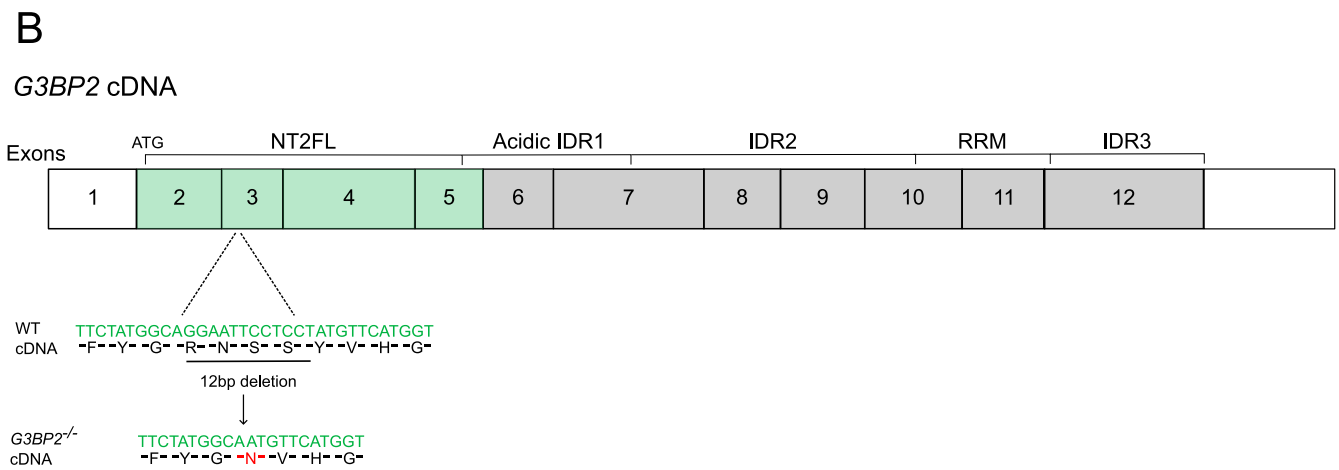 B
G3BP2 cDNA
ATG NT2FL Acidic IDR1 IDR2 RRM IDR3
Exons
1 2 3 4 5 6 7 8 9 10 11 12
WT TTCTATGGCAGGAATTCCTCCTATGTTCATGGT
cDNA -F--Y--G--R--N--S--S--Y--V--H--G-
12bp deletion
G3BP2-/- TTCTATGGCAATGTTCATGGT
cDNA -F--Y--G--N--V--H--G-